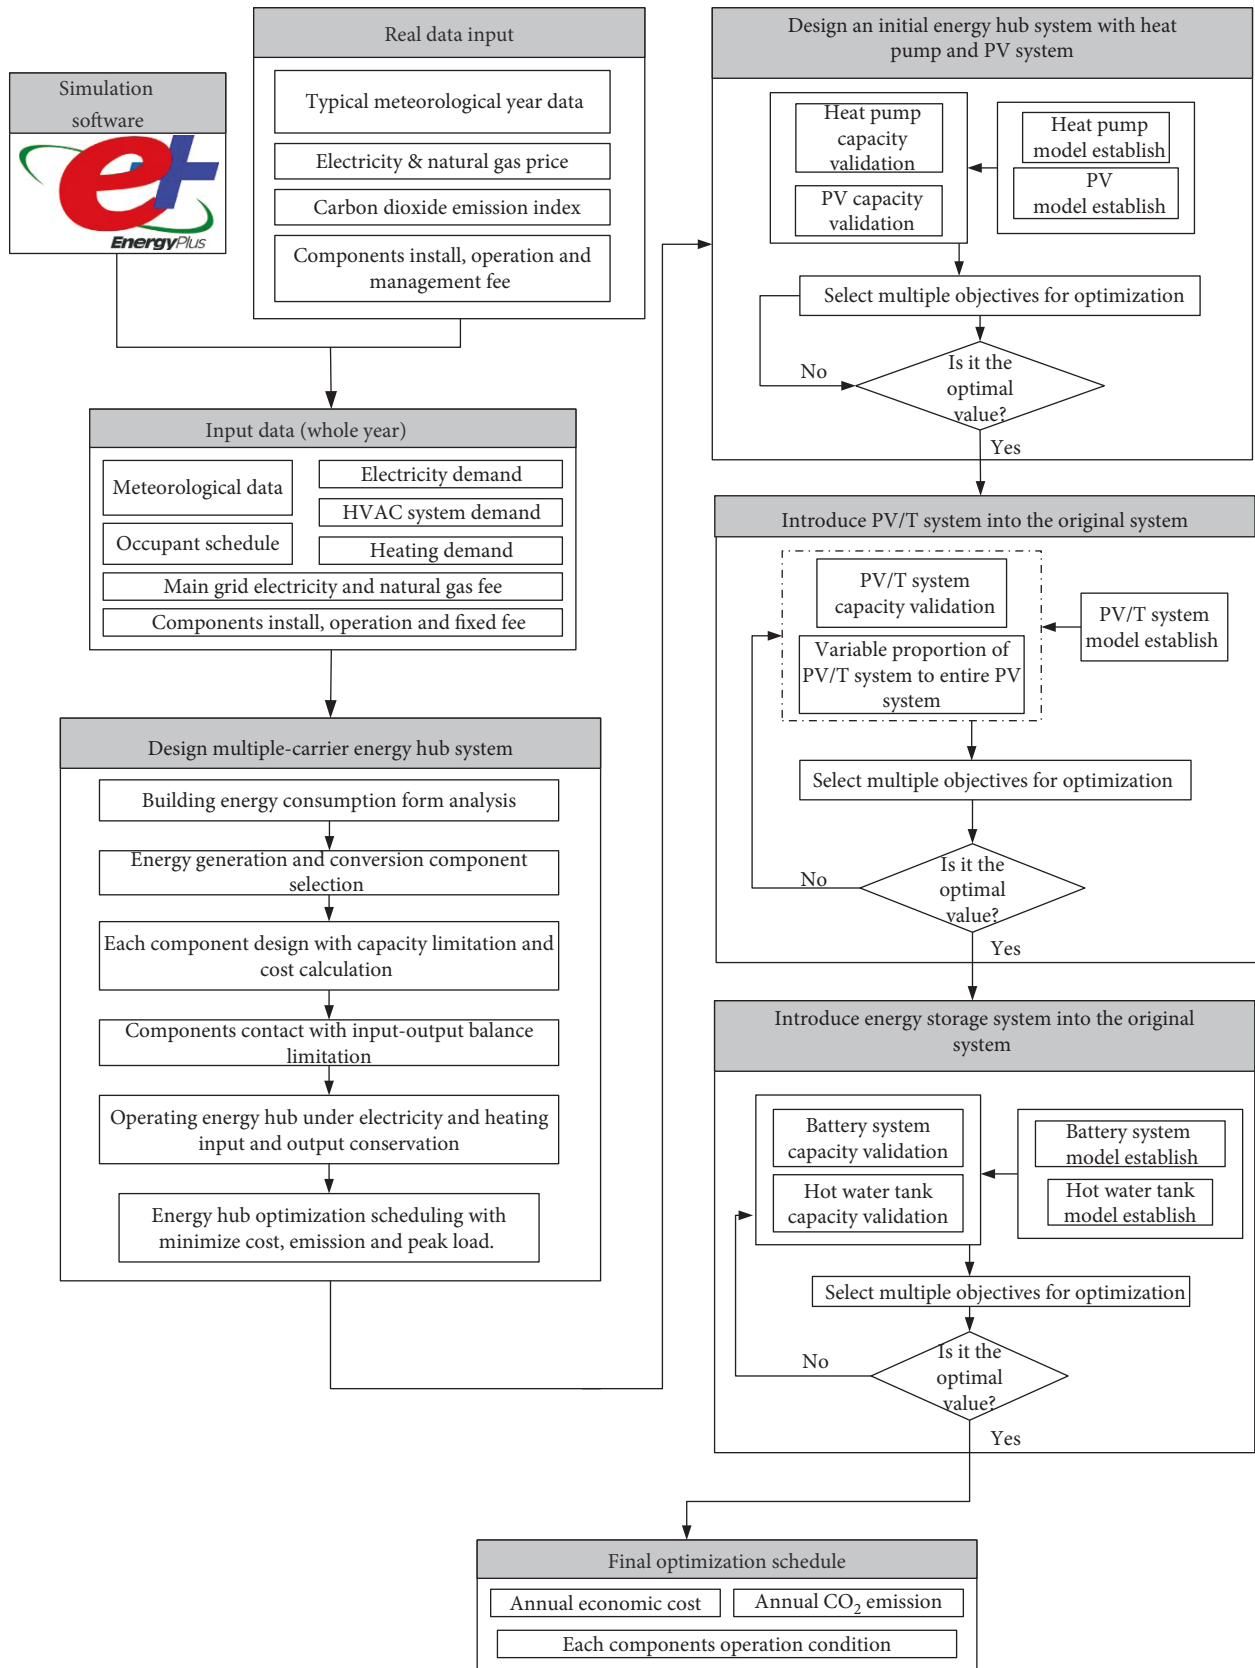 Simulation
software
e+
EnergyPlus
Real data input
Typical meteorological year data
Electricity & natural gas price
Carbon dioxide emission index
Components install, operation and
management fee
Input data (whole year)
Meteorological data
Occupant schedule
Electricity demand
HVAC system demand
Heating demand
Main grid electricity and natural gas fee
Components install, operation and fixed fee
Design multiple-carrier energy hub system
Building energy consumption form analysis
Energy generation and conversion component
selection
Each component design with capacity limitation and
cost calculation
Components contact with input-output balance
limitation
Operating energy hub under electricity and heating
input and output conservation
Energy hub optimization scheduling with
minimize cost, emission and peak load.
Design an initial energy hub system with heat
pump and PV system
Heat pump
capacity
validation
PV capacity
validation
Heat pump
model establish
PV
model establish
Select multiple objectives for optimization
Is it the
optimal
value?
No
Yes
Introduce PV/T system into the original system
PV/T system
capacity validation
Variable proportion of
PV/T system to entire PV
system
PV/T system
model establish
Select multiple objectives for optimization
Is it the
optimal
value?
No
Yes
Introduce energy storage system into the original
system
Battery system
capacity validation
Hot water tank
capacity validation
Battery system
model establish
Hot water tank
model establish
Select multiple objectives for optimization
Is it the
optimal
value?
No
Yes
Final optimization schedule
Annual economic cost
Annual CO₂ emission
Each components operation condition